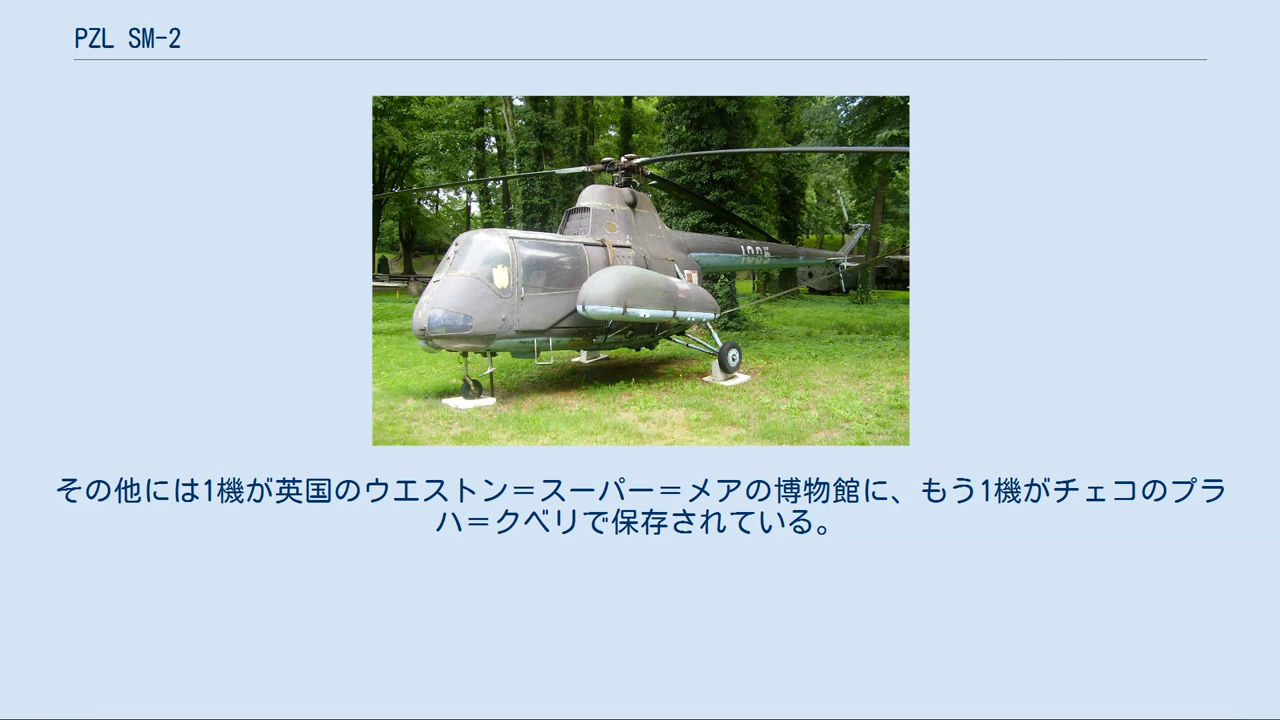 PZL SM-2
その他には1機が英国のウエストン＝スーパー＝メアの博物館に、もう1機がチェコのプラ
ハ＝クベリで保存されている。